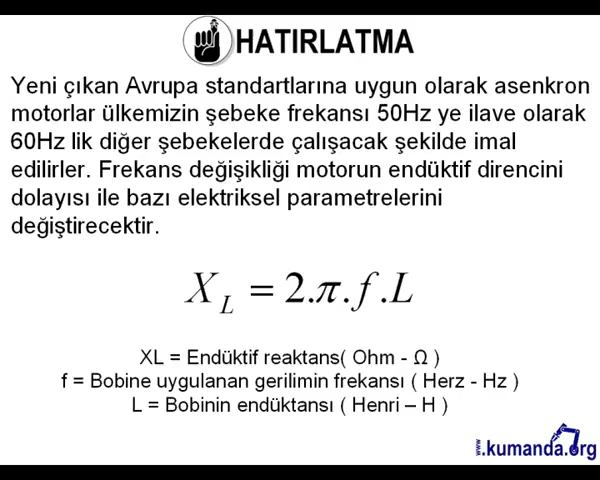 HATIRLATMA
Yeni çıkan Avrupa standartlarına uygun olarak asenkron
motorlar ülkemizin şebeke frekansı 50Hz ye ilave olarak
60Hz lik diğer şebekelerde çalışacak şekilde imal
edilirler. Frekans değişikliği motorun endüktif direncini
dolayısı ile bazı elektriksel parametrelerini
değiştirecektir.
X_L = 2.π.f.L
XL = Endüktif reaktans( Ohm - Ω )
f = Bobine uygulanan gerilimin frekansı ( Herz - Hz )
L = Bobinin endüktansı ( Henri – H )
www.kumanda.org